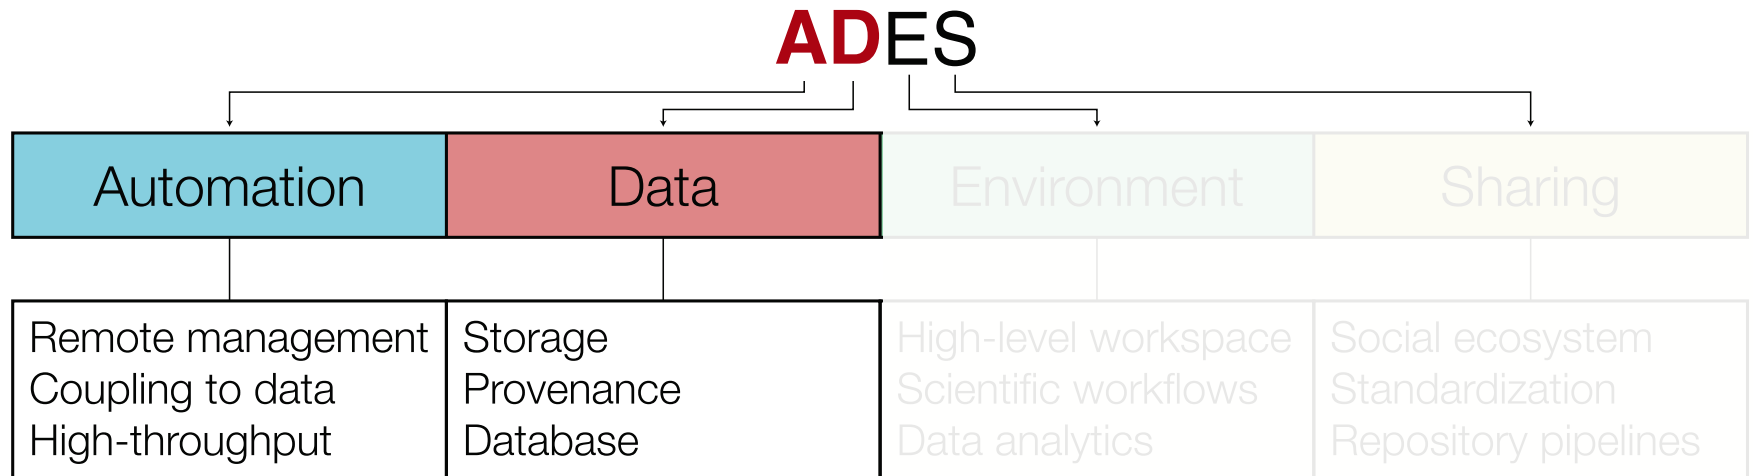 ADES
Automation
Data
Environment
Sharing
Remote management
Coupling to data
High-throughput
Storage
Provenance
Database
High-level workspace
Scientific workflows
Data analytics
Social ecosystem
Standardization
Repository pipelines